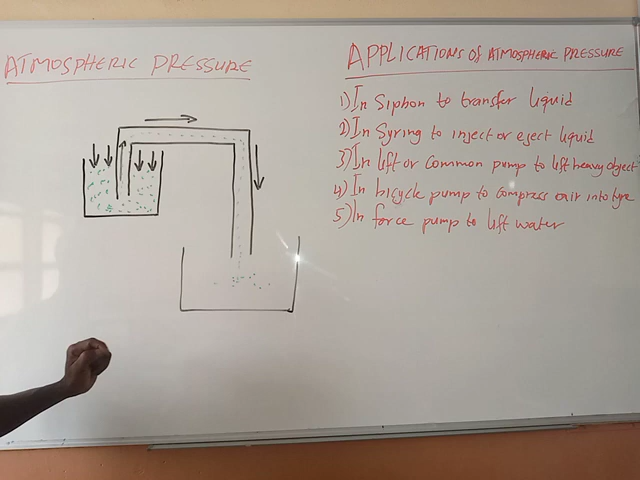 ATMOSPHERIC PRESSURE
APPLICATIONS OF ATMOSPHERIC PRESSURE
1) In Siphon to transfer liquid
2) In Syring to inject or eject liquid
3) In lift or Common pump to lift heavy object
4) In bicycle pump to compress air into tyre
5) In force pump to lift water